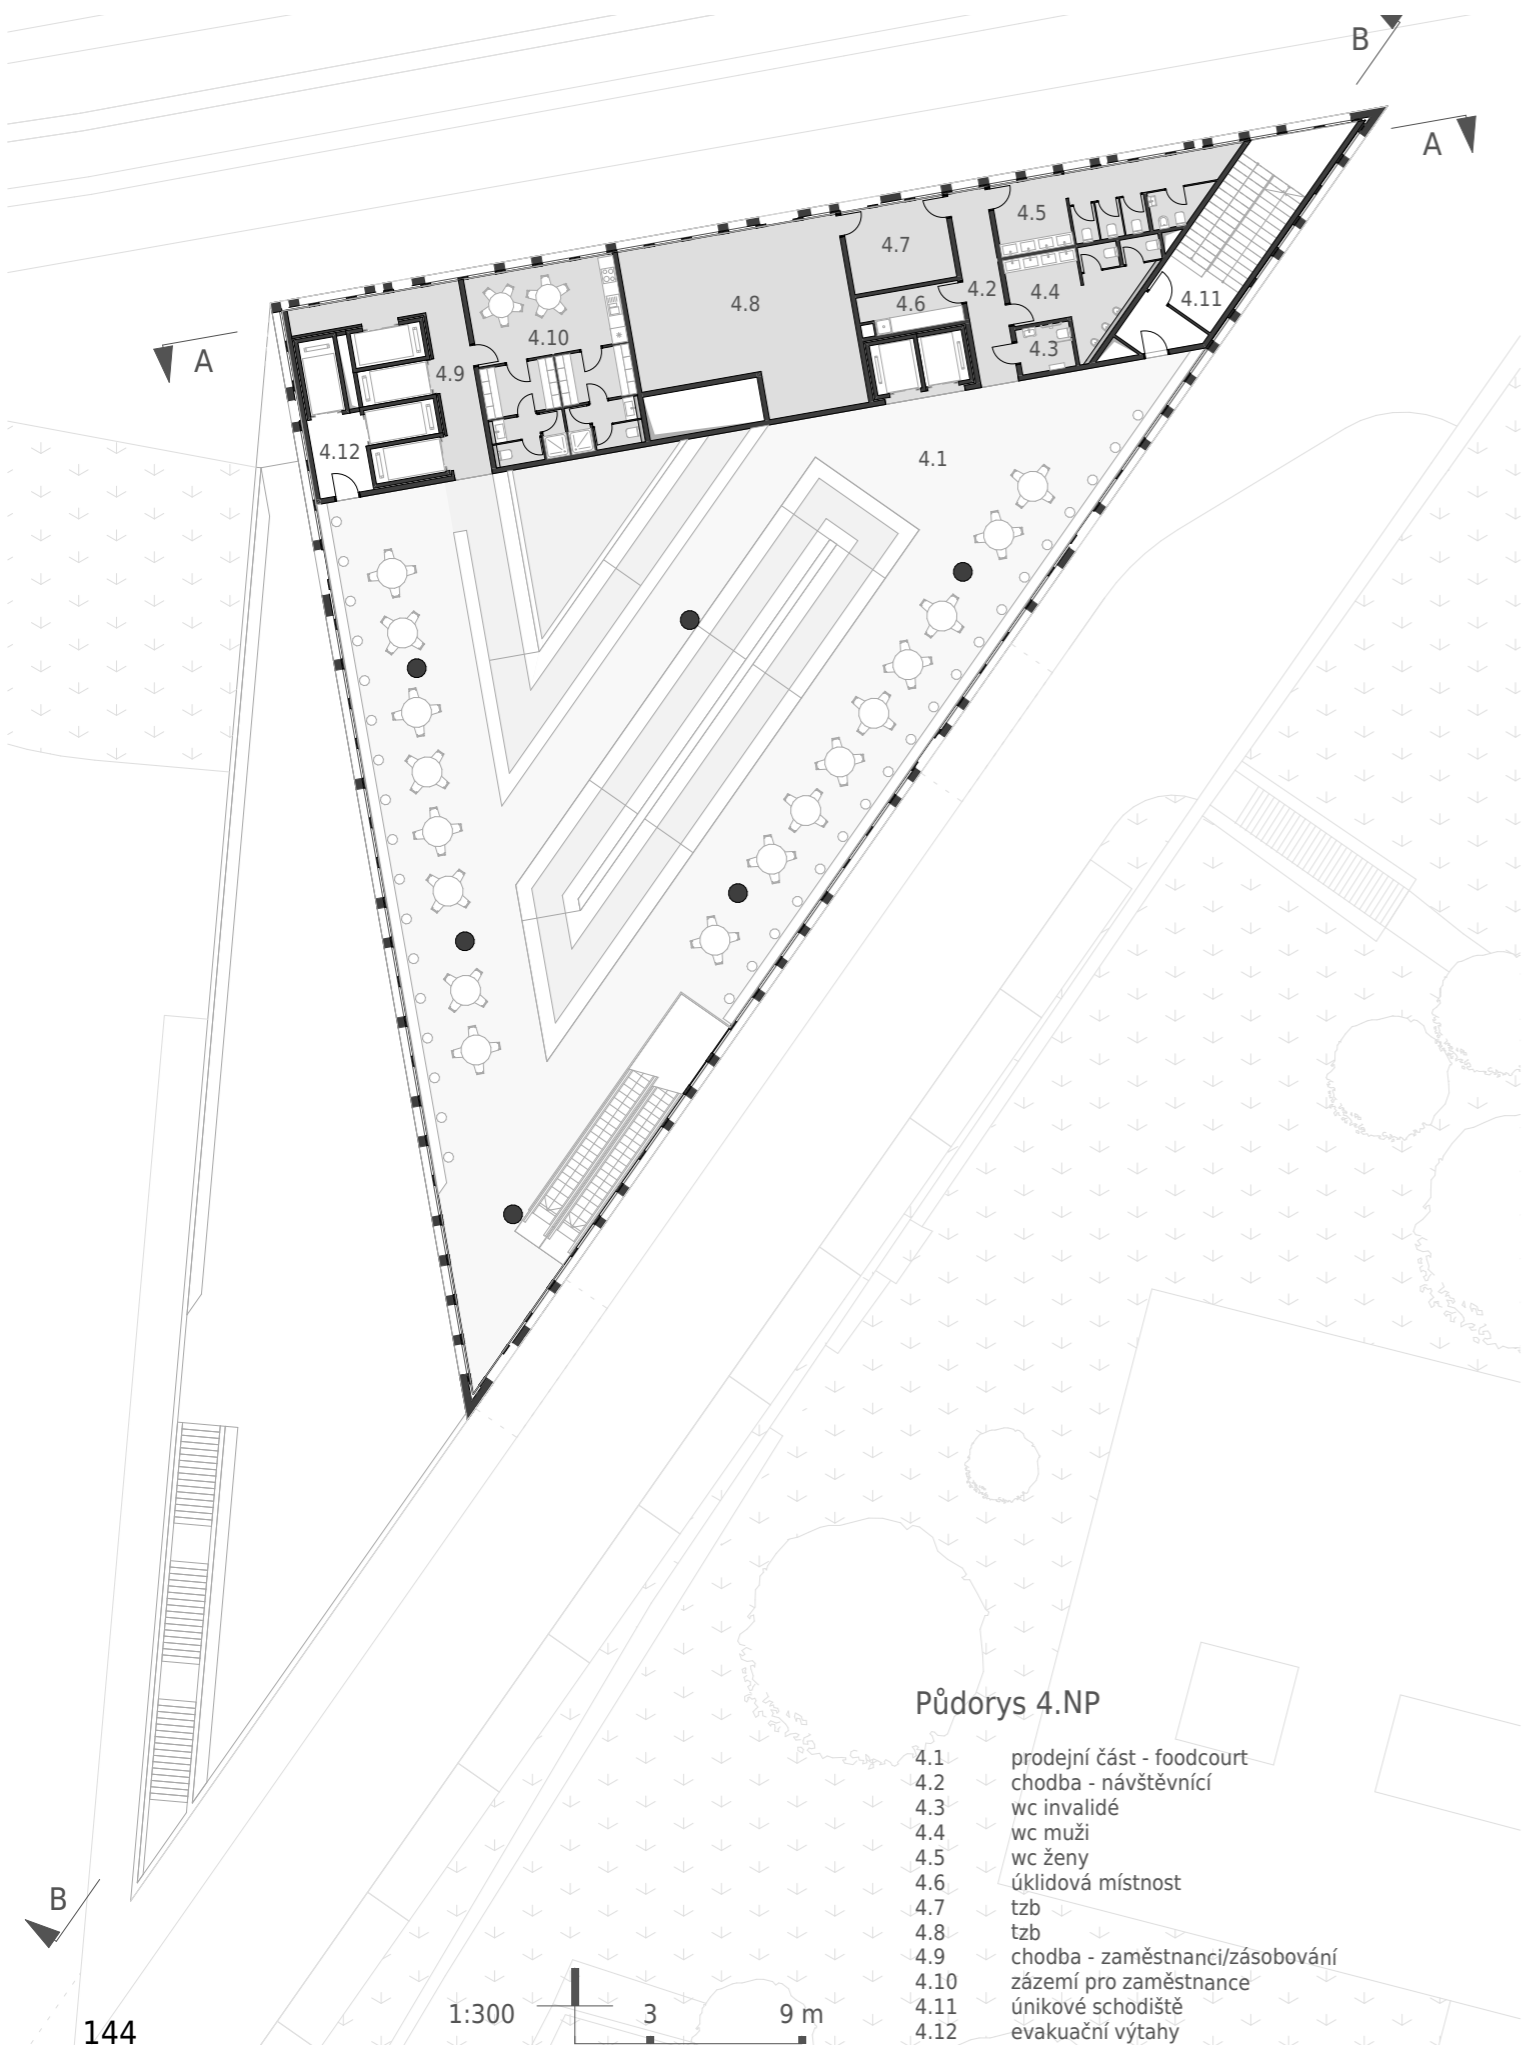 B
A
4.5
4.7
4.2
4.4
4.11
4.6
4.8
4.10
4.3
A
4.9
4.12
4.1
Půdorys 4.NP
4.1 prodejní část - foodcourt
4.2 chodba - návštěvnící
4.3 wc invalidé
4.4 wc muži
4.5 wc ženy
4.6 úklidová místnost
4.7 tzb
4.8 tzb
4.9 chodba - zaměstnanci/zásobování
4.10 zázemí pro zaměstnance
4.11 únikové schodiště
4.12 evakuační výtahy
B
1:300 3 9 m
144